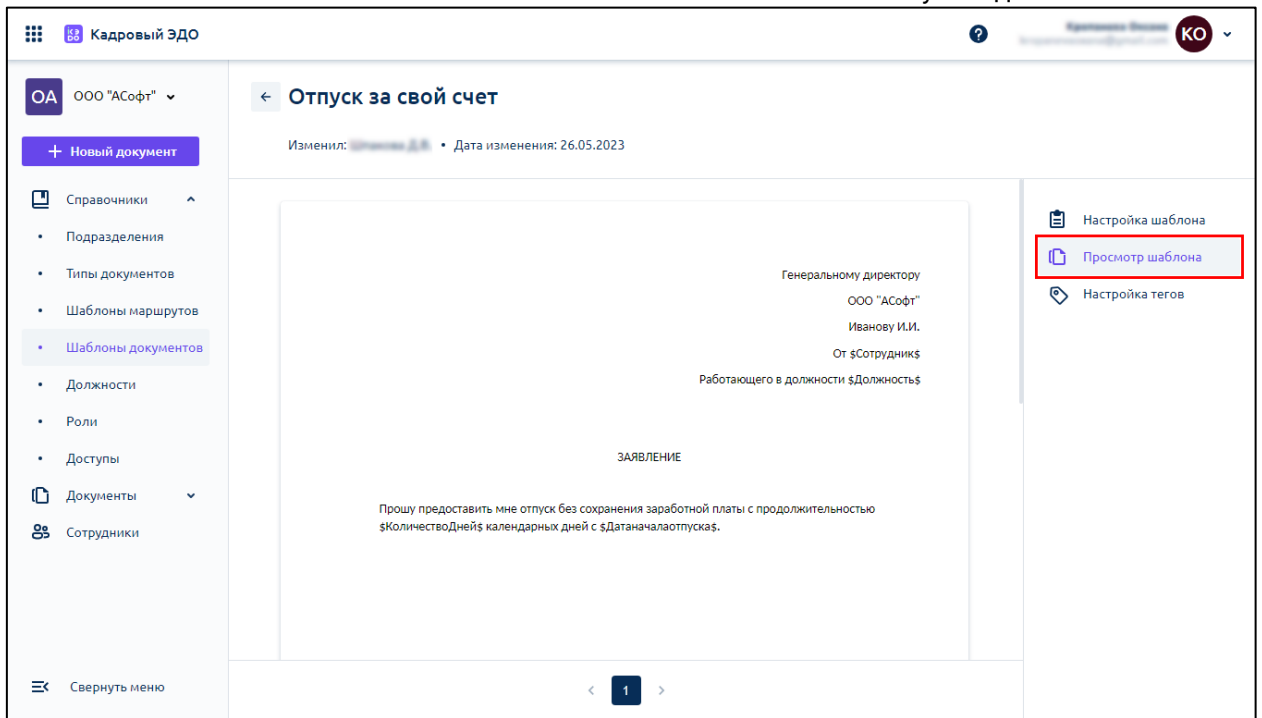 Кадровый ЭДО
KO
OA ООО "АСофт"
+ Новый документ
Справочники
• Подразделения
• Типы документов
• Шаблоны маршрутов
• Шаблоны документов
• Должности
• Роли
• Доступы
Документы
Сотрудники
Свернуть меню
← Отпуск за свой счет
Изменил: • Дата изменения: 26.05.2023
Генеральному директору
ООО "АСофт"
Иванову И.И.
От $Сотрудник$
Работающего в должности $Должность$
ЗАЯВЛЕНИЕ
Прошу предоставить мне отпуск без сохранения заработной платы с продолжительностью
$КоличествоДней$ календарных дней с $Датаначалаотпуска$.
< 1 >
Настройка шаблона
Просмотр шаблона
Настройка тегов